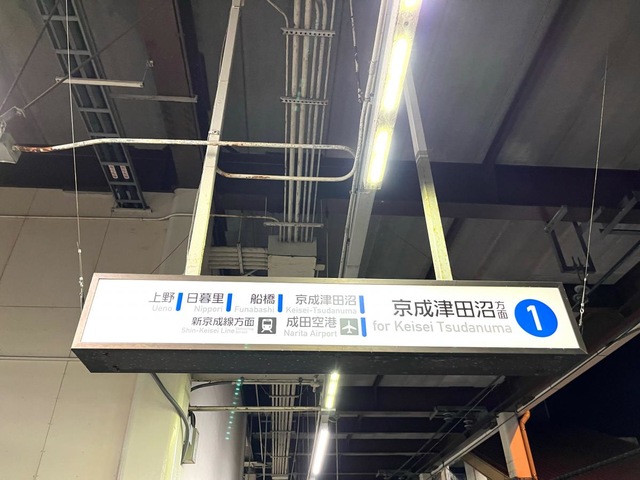 上野 日暮里 船橋 京成津田沼
Ueno Nippori Funabashi Keisei-Tsudanuma
新京成線方面 成田空港
Shin-Keisei Line Narita Airport
京成津田沼方面 1
for Keisei Tsudanuma